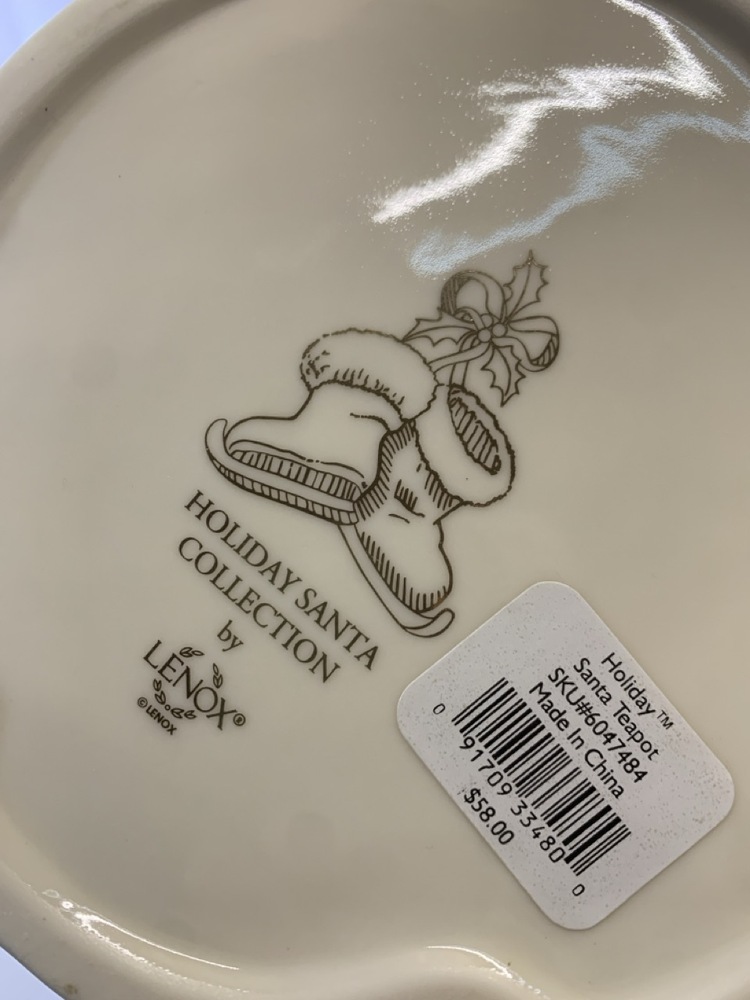 HOLIDAY SANTA
COLLECTION
by
LENOX®
©LENOX
Holiday™
Santa Teapot
SKU#6047484
Made In China
0 91709 33480 0
$58.00